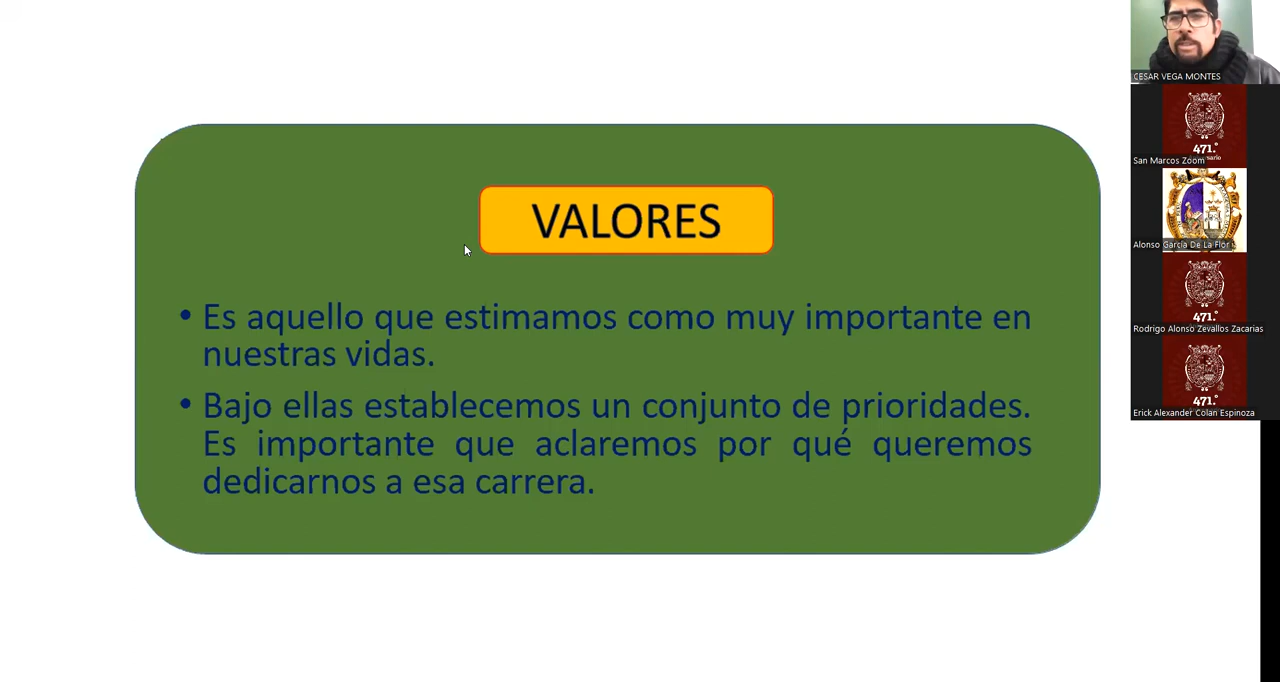 VALORES
• Es aquello que estimamos como muy importante en
nuestras vidas.
• Bajo ellas establecemos un conjunto de prioridades.
Es importante que aclaremos por qué queremos
dedicarnos a esa carrera.
CESAR VEGA MONTES
471.°
San Marcos Zoom
Alonso García De La Flor
471.°
Rodrigo Alonso Zevallos Zacarias
471.°
Erick Alexander Colan Espinoza